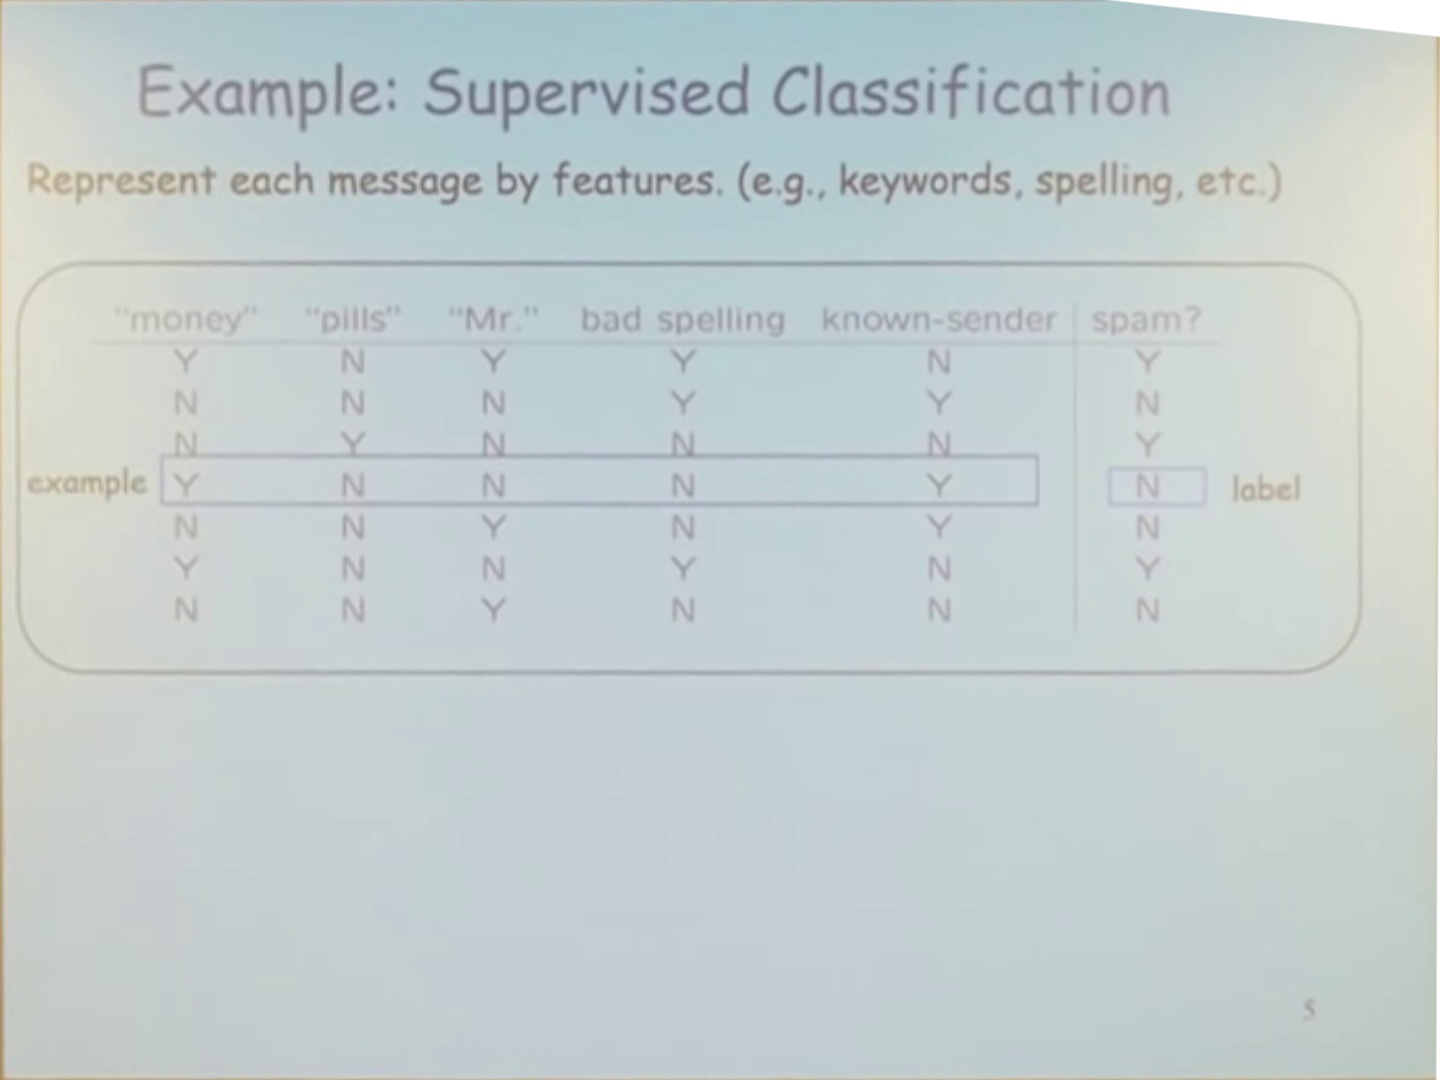 Example: Supervised Classification
Represent each message by features. (e.g., keywords, spelling, etc.)
"money" "pills" "Mr." bad spelling known-sender spam?
Y N Y Y N Y
N N N Y Y N
N Y N N N Y
example Y N N N Y N label
N N Y N Y N
Y N N Y N Y
N N Y N N N
5